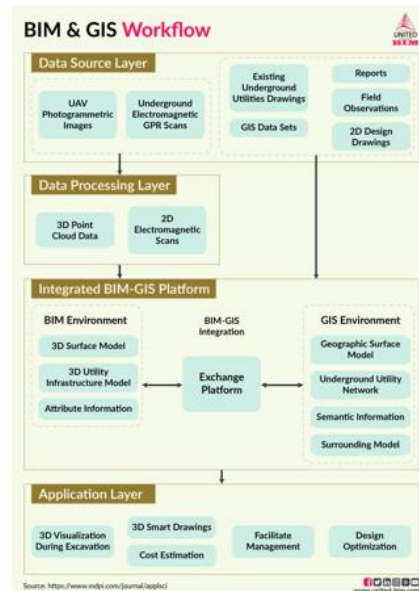 BIM & GIS Workflow
UNITED
BIM
Data Source Layer
UAV
Photogrammetric
Images
Underground
Electromagnetic
GPR Scans
Existing
Underground
Utilities Drawings
GIS Data Sets
Reports
Field
Observations
2D Design
Drawings
Data Processing Layer
3D Point
Cloud Data
2D
Electromagnetic
Scans
Integrated BIM-GIS Platform
BIM Environment
3D Surface Model
3D Utility
Infrastructure Model
Attribute Information
BIM-GIS
Integration
Exchange
Platform
GIS Environment
Geographic Surface
Model
Underground Utility
Network
Semantic Information
Surrounding Model
Application Layer
3D Visualization
During Excavation
3D Smart Drawings
Cost Estimation
Facilitate
Management
Design
Optimization
Source: https://www.mdpi.com/journal/applsci
www.united-bim.com